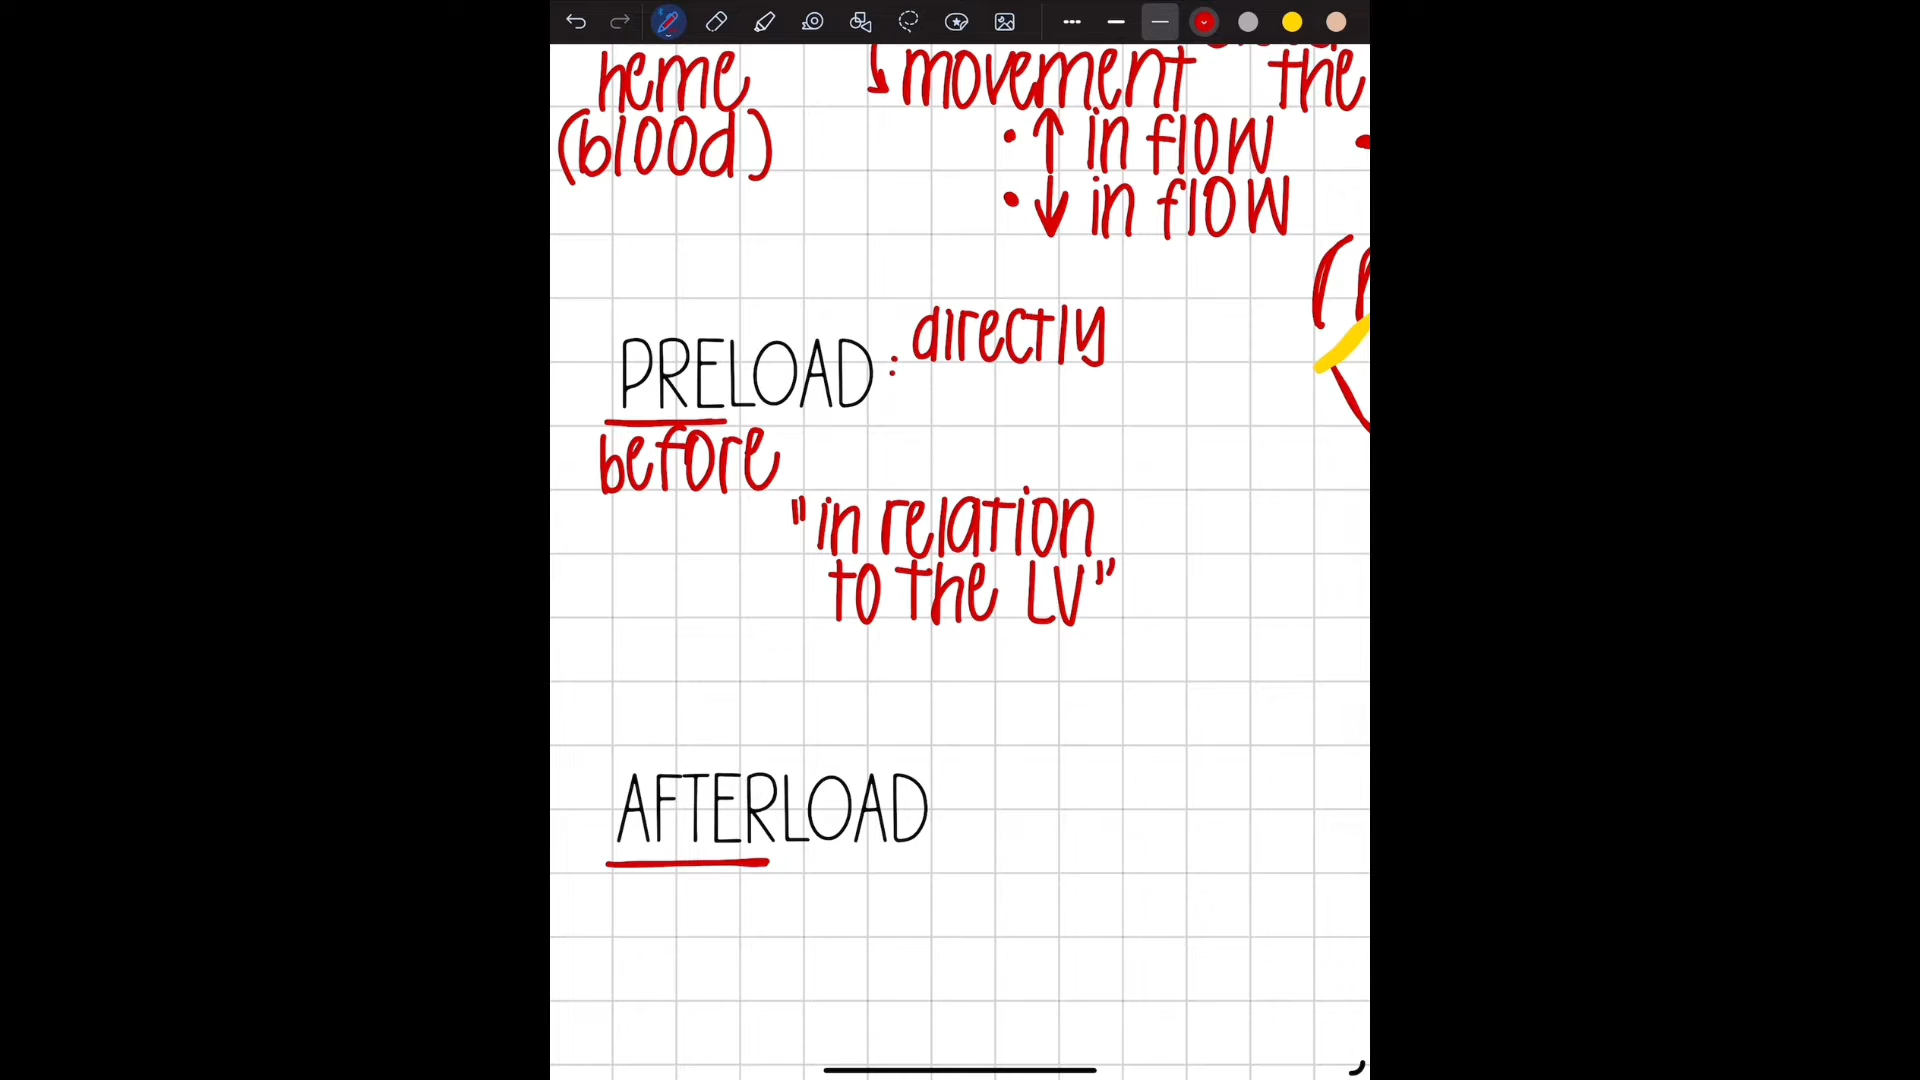 heme
(blood)
movement
the
• ↑ in flow
• ↓ in flow
PRELOAD: directly
before
"in relation
to the LV"
AFTERLOAD